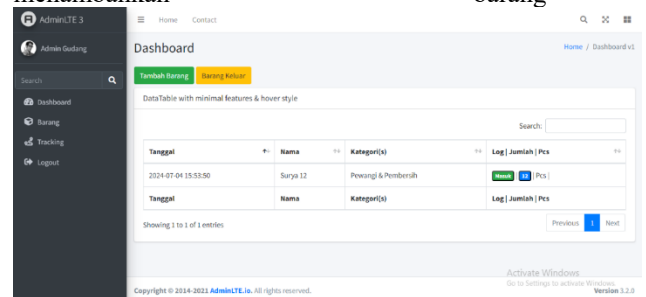 menambahkan barang
AdminLTE 3
Home Contact
Admin Gudang
Dashboard
Home / Dashboard v1
Search
Tambah Barang Barang Keluar
Dashboard
DataTable with minimal features & hover style
Barang
Search:
Tracking
Tanggal Nama Kategori(s) Log | Jumlah | Pcs
Logout
2024-07-04 15:53:50 Surya 12 Pewangi & Pembersih Masuk | 12 | Pcs |
Tanggal Nama Kategori(s) Log | Jumlah | Pcs
Showing 1 to 1 of 1 entries
Previous 1 Next
Activate Windows
Go to Settings to activate Windows.
Copyright © 2014-2021 AdminLTE.io. All rights reserved.
Version 3.2.0